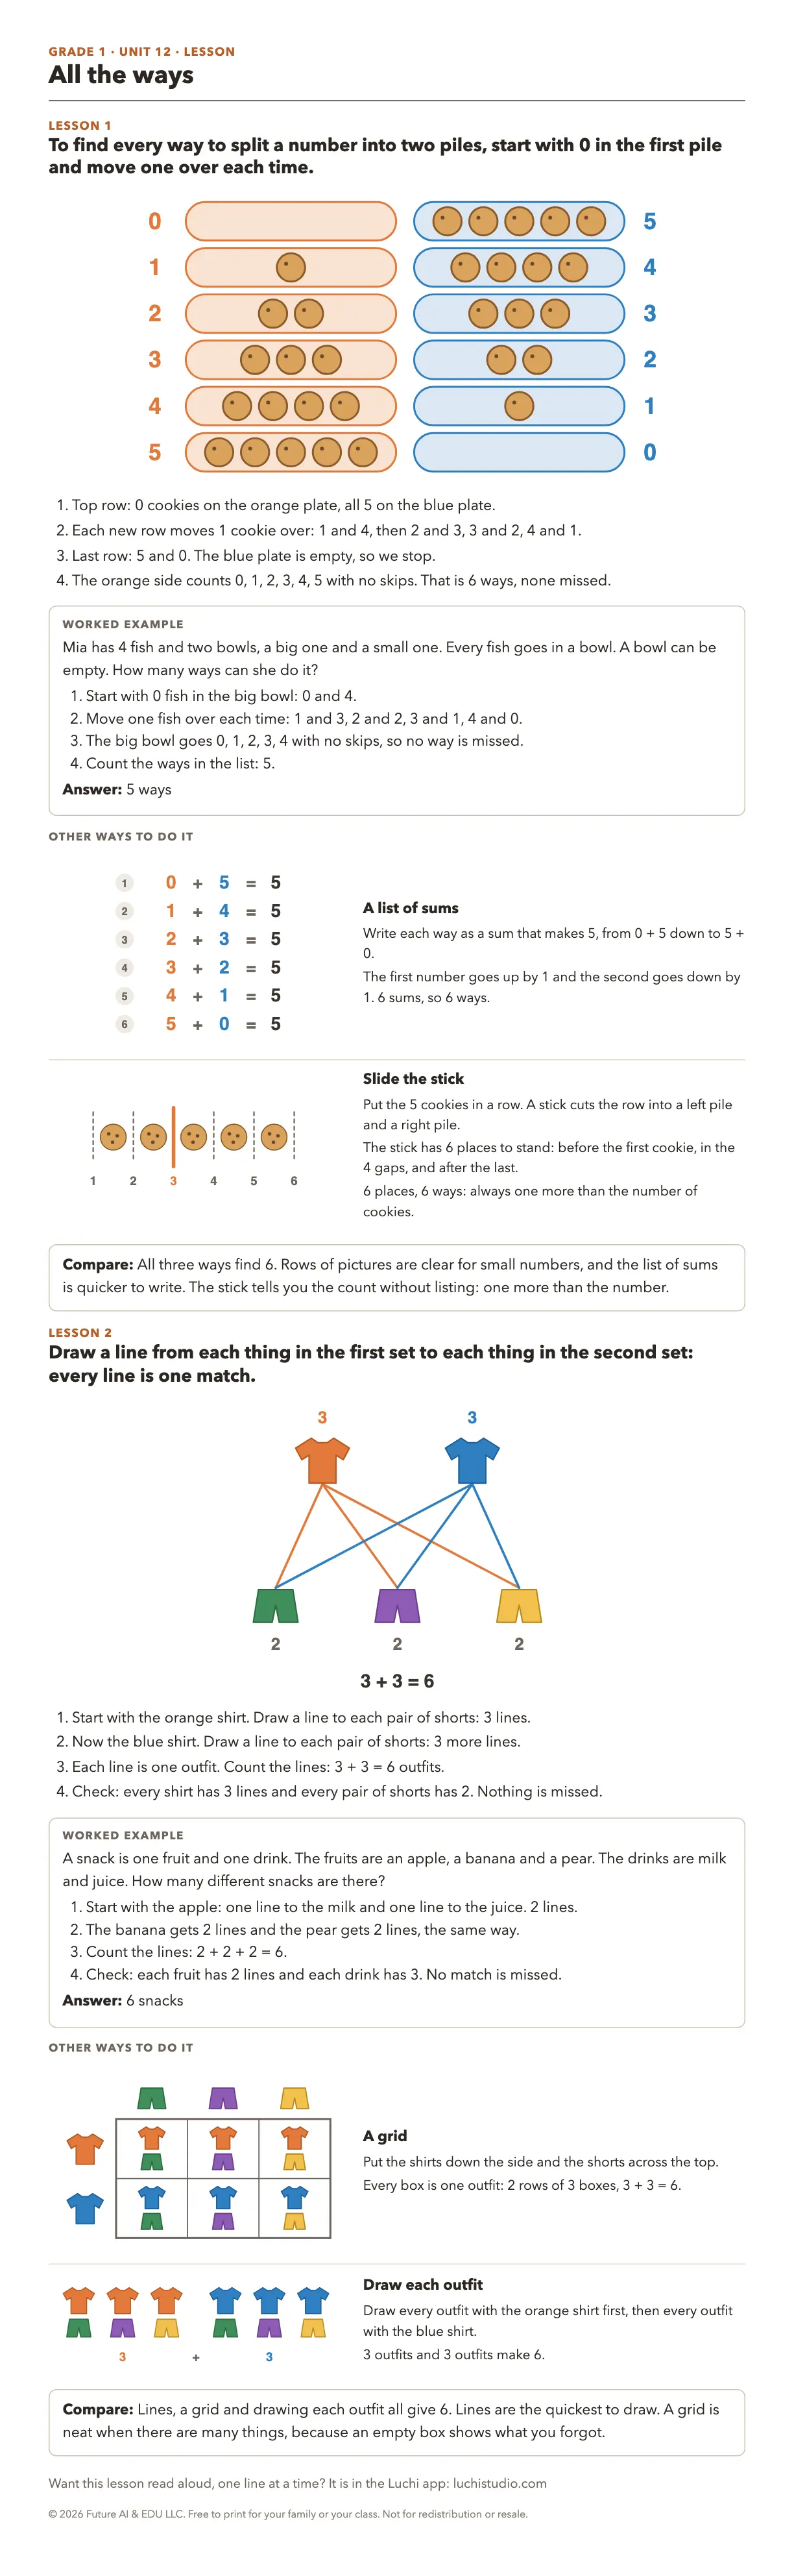 GRADE 1 · UNIT 12 · LESSON
All the ways
LESSON 1
To find every way to split a number into two piles, start with 0 in the first pile
and move one over each time.
0 5
1 4
2 3
3 2
4 1
5 0
1. Top row: 0 cookies on the orange plate, all 5 on the blue plate.
2. Each new row moves 1 cookie over: 1 and 4, then 2 and 3, 3 and 2, 4 and 1.
3. Last row: 5 and 0. The blue plate is empty, so we stop.
4. The orange side counts 0, 1, 2, 3, 4, 5 with no skips. That is 6 ways, none missed.
WORKED EXAMPLE
Mia has 4 fish and two bowls, a big one and a small one. Every fish goes in a bowl. A bowl can be
empty. How many ways can she do it?
1. Start with 0 fish in the big bowl: 0 and 4.
2. Move one fish over each time: 1 and 3, 2 and 2, 3 and 1, 4 and 0.
3. The big bowl goes 0, 1, 2, 3, 4 with no skips, so no way is missed.
4. Count the ways in the list: 5.
Answer: 5 ways
OTHER WAYS TO DO IT
1 0 + 5 = 5
2 1 + 4 = 5
3 2 + 3 = 5
4 3 + 2 = 5
5 4 + 1 = 5
6 5 + 0 = 5
A list of sums
Write each way as a sum that makes 5, from 0 + 5 down to 5 +
0.
The first number goes up by 1 and the second goes down by
1. 6 sums, so 6 ways.
1 2 3 4 5 6
Slide the stick
Put the 5 cookies in a row. A stick cuts the row into a left pile
and a right pile.
The stick has 6 places to stand: before the first cookie, in the
4 gaps, and after the last.
6 places, 6 ways: always one more than the number of
cookies.
Compare: All three ways find 6. Rows of pictures are clear for small numbers, and the list of sums
is quicker to write. The stick tells you the count without listing: one more than the number.
LESSON 2
Draw a line from each thing in the first set to each thing in the second set:
every line is one match.
3 3
2 2 2
3 + 3 = 6
1. Start with the orange shirt. Draw a line to each pair of shorts: 3 lines.
2. Now the blue shirt. Draw a line to each pair of shorts: 3 more lines.
3. Each line is one outfit. Count the lines: 3 + 3 = 6 outfits.
4. Check: every shirt has 3 lines and every pair of shorts has 2. Nothing is missed.
WORKED EXAMPLE
A snack is one fruit and one drink. The fruits are an apple, a banana and a pear. The drinks are milk
and juice. How many different snacks are there?
1. Start with the apple: one line to the milk and one line to the juice. 2 lines.
2. The banana gets 2 lines and the pear gets 2 lines, the same way.
3. Count the lines: 2 + 2 + 2 = 6.
4. Check: each fruit has 2 lines and each drink has 3. No match is missed.
Answer: 6 snacks
OTHER WAYS TO DO IT
A grid
Put the shirts down the side and the shorts across the top.
Every box is one outfit: 2 rows of 3 boxes, 3 + 3 = 6.
3 + 3
Draw each outfit
Draw every outfit with the orange shirt first, then every outfit
with the blue shirt.
3 outfits and 3 outfits make 6.
Compare: Lines, a grid and drawing each outfit all give 6. Lines are the quickest to draw. A grid is
neat when there are many things, because an empty box shows what you forgot.
Want this lesson read aloud, one line at a time? It is in the Luchi app: luchistudio.com
© 2026 Future AI & EDU LLC. Free to print for your family or your class. Not for redistribution or resale.